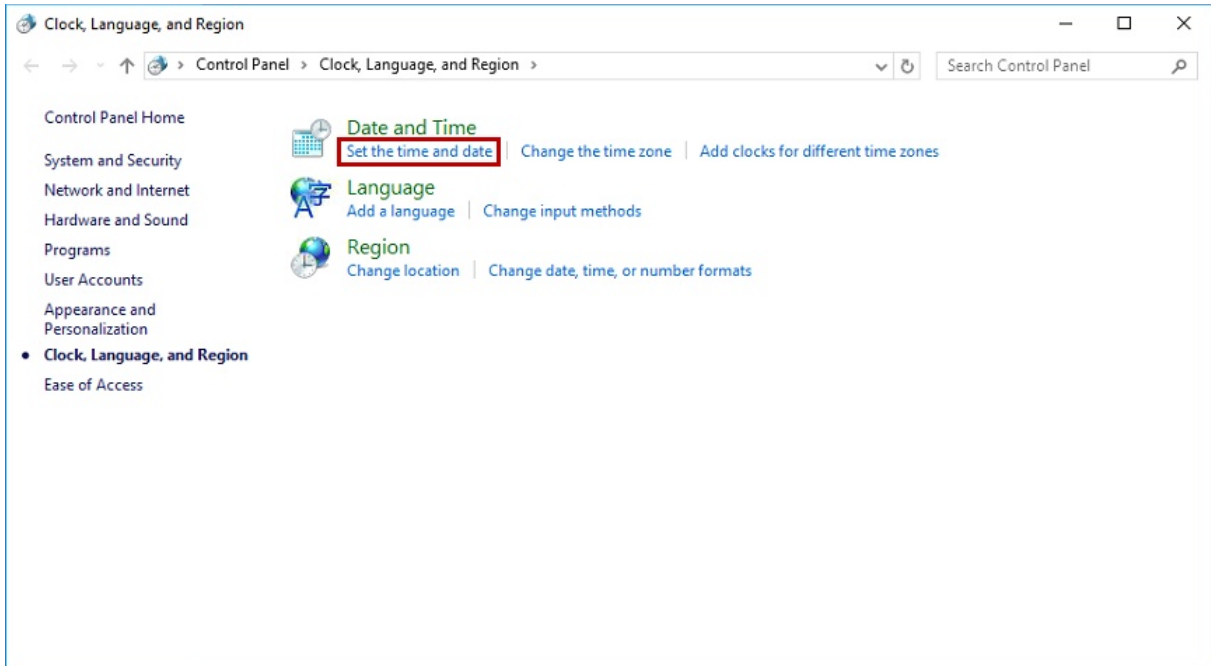 Clock, Language, and Region
Control Panel > Clock, Language, and Region >
Search Control Panel
Control Panel Home
System and Security
Network and Internet
Hardware and Sound
Programs
User Accounts
Appearance and
Personalization
Clock, Language, and Region
Ease of Access
Date and Time
Set the time and date | Change the time zone | Add clocks for different time zones
Language
Add a language | Change input methods
Region
Change location | Change date, time, or number formats